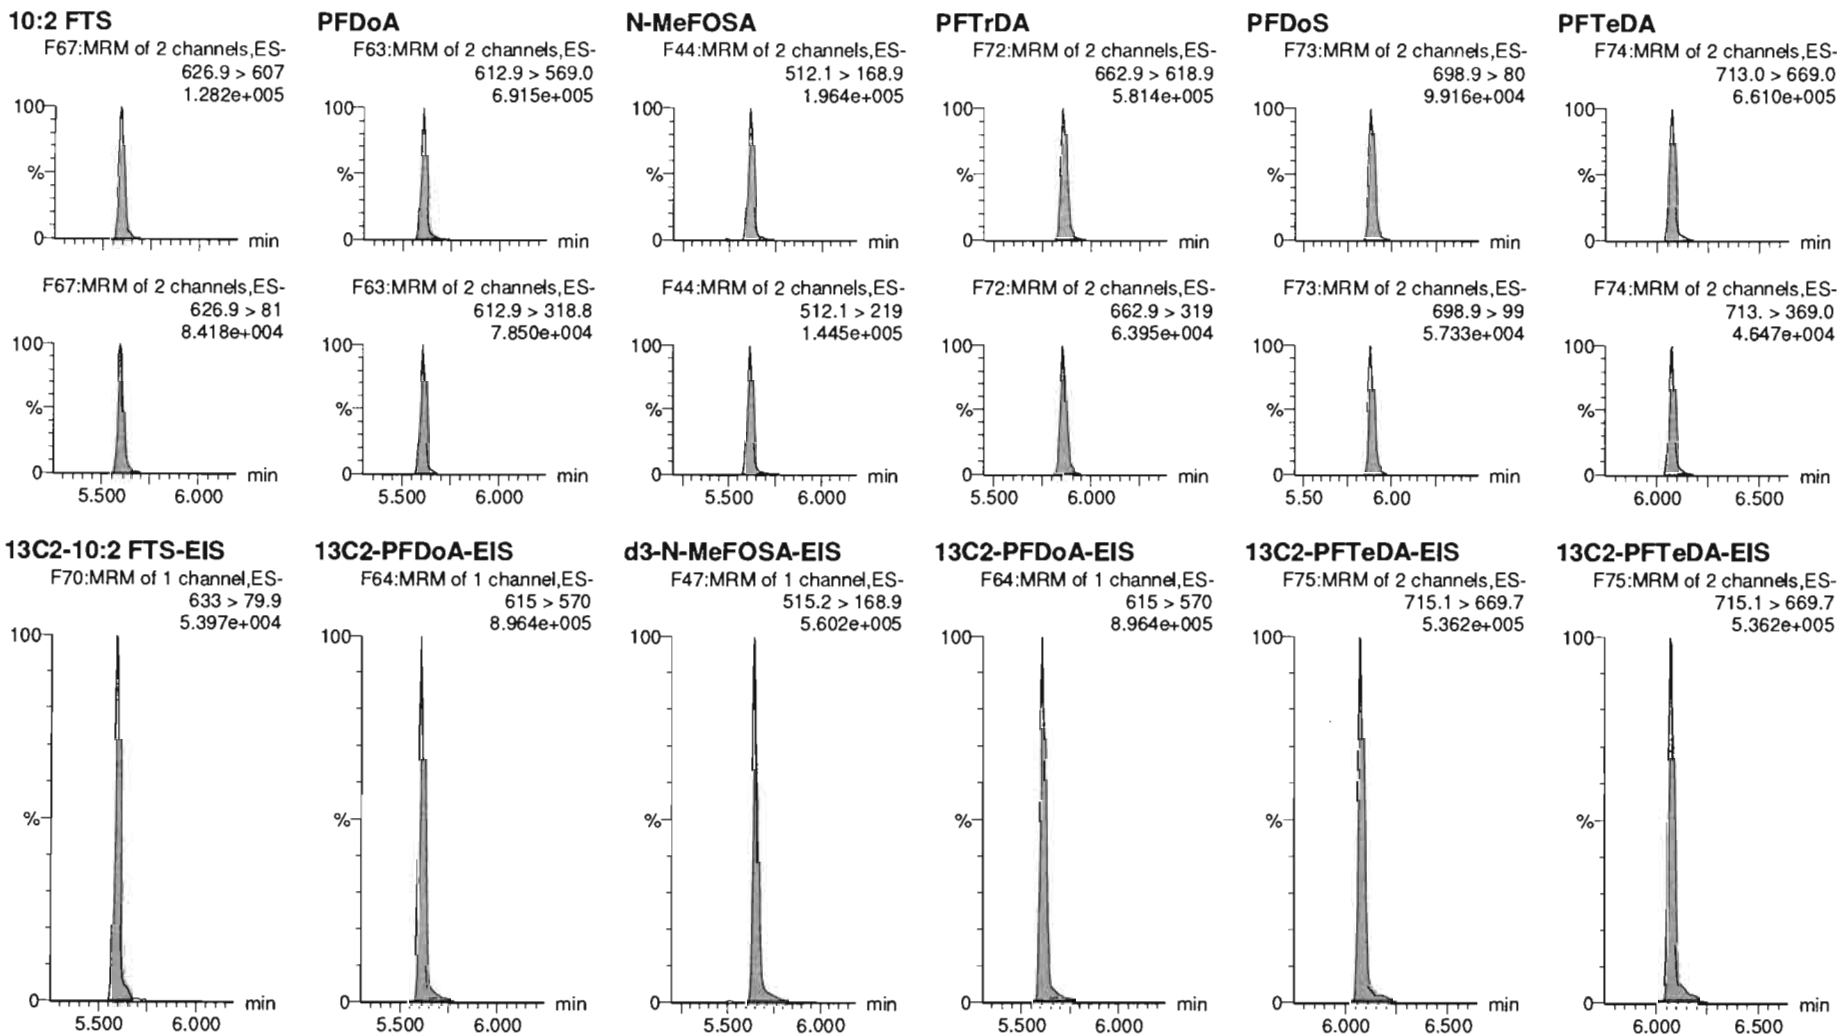 10:2 FTS
F67:MRM of 2 channels,ES-
626.9 > 607
1.282e+005
100
%
0
min
PFDoA
F63:MRM of 2 channels,ES-
612.9 > 569.0
6.915e+005
100
%
0
min
N-MeFOSA
F44:MRM of 2 channels,ES-
512.1 > 168.9
1.964e+005
100
%
0
min
PFTrDA
F72:MRM of 2 channels,ES-
662.9 > 618.9
5.814e+005
100
%
0
min
PFDoS
F73:MRM of 2 channels,ES-
698.9 > 80
9.916e+004
100
%
0
min
PFTeDA
F74:MRM of 2 channels,ES-
713.0 > 669.0
6.610e+005
100
%
0
min
F67:MRM of 2 channels,ES-
626.9 > 81
8.418e+004
100
%
0
min
5.500 6.000
F63:MRM of 2 channels,ES-
612.9 > 318.8
7.850e+004
100
%
0
min
5.500 6.000
F44:MRM of 2 channels,ES-
512.1 > 219
1.445e+005
100
%
0
min
5.500 6.000
F72:MRM of 2 channels,ES-
662.9 > 319
6.395e+004
100
%
0
min
5.500 6.000
F73:MRM of 2 channels,ES-
698.9 > 99
5.733e+004
100
%
0
min
5.50 6.00
F74:MRM of 2 channels,ES-
713. > 369.0
4.647e+004
100
%
0
min
6.000 6.500
13C2-10:2 FTS-EIS
F70:MRM of 1 channel,ES-
633 > 79.9
5.397e+004
100
%
0
min
5.500 6.000
13C2-PFDoA-EIS
F64:MRM of 1 channel,ES-
615 > 570
8.964e+005
100
%
0
min
5.500 6.000
d3-N-MeFOSA-EIS
F47:MRM of 1 channel,ES-
515.2 > 168.9
5.602e+005
100
%
0
min
5.500 6.000
13C2-PFDoA-EIS
F64:MRM of 1 channel,ES-
615 > 570
8.964e+005
100
%
0
min
5.500 6.000
13C2-PFTeDA-EIS
F75:MRM of 2 channels,ES-
715.1 > 669.7
5.362e+005
100
%
0
min
6.000 6.500
13C2-PFTeDA-EIS
F75:MRM of 2 channels,ES-
715.1 > 669.7
5.362e+005
100
%
0
min
6.000 6.500